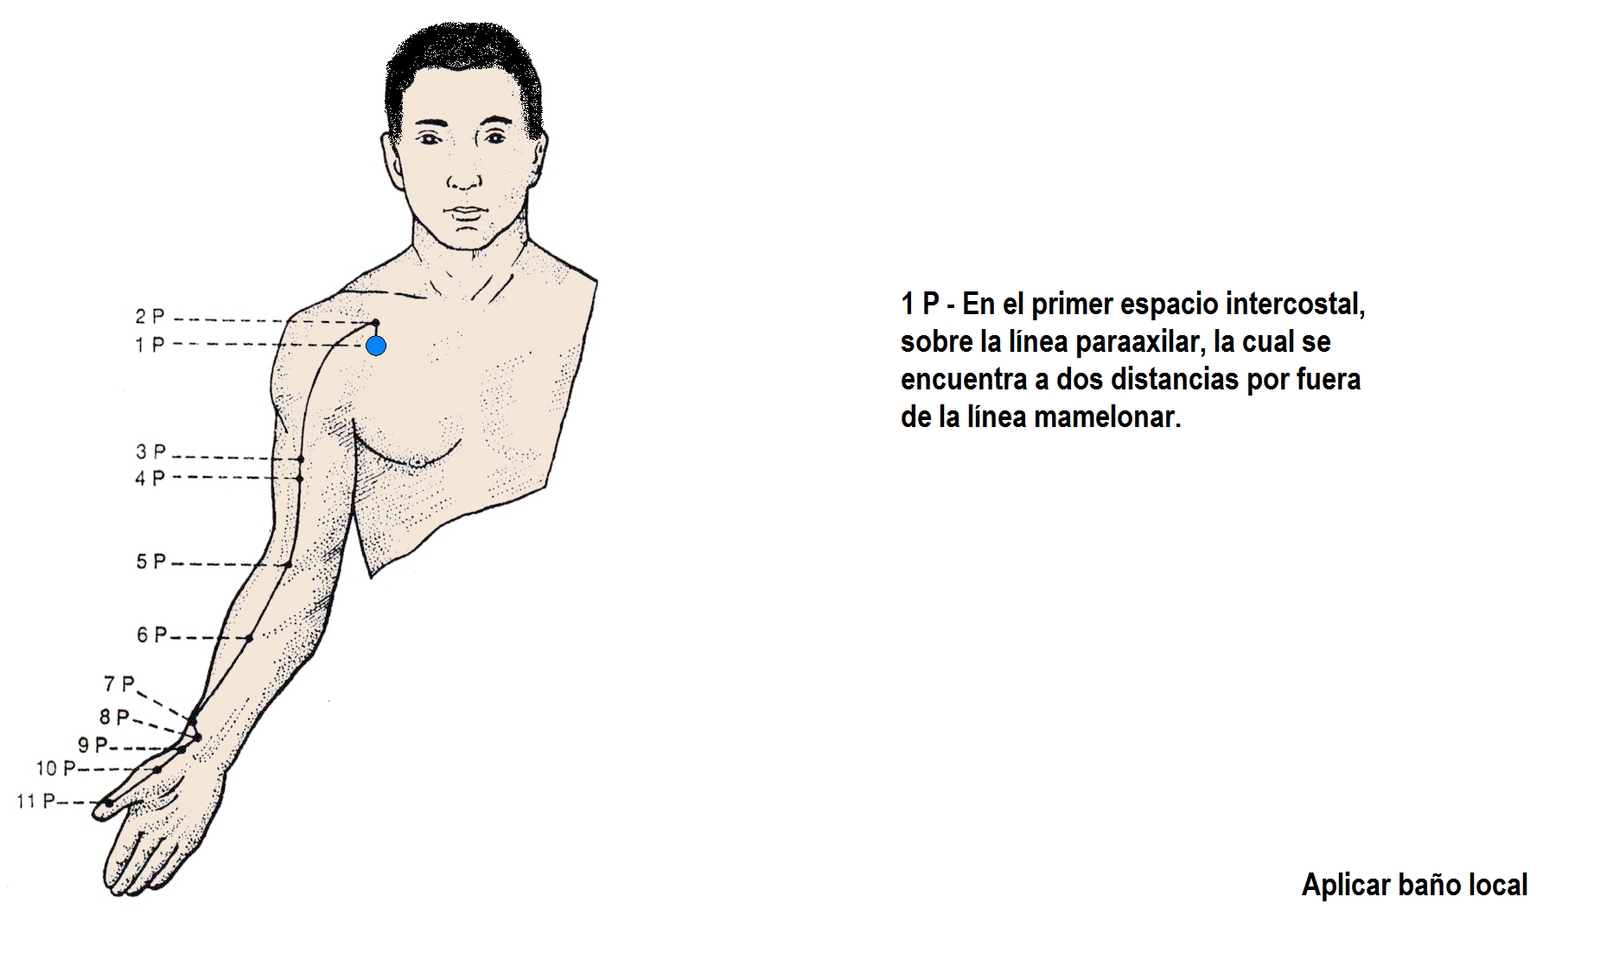 2 P
1 P
3 P
4 P
5 P
6 P
7 P
8 P
9 P
10 P
11 P
1 P - En el primer espacio intercostal,
sobre la línea paraaxilar, la cual se
encuentra a dos distancias por fuera
de la línea mamelonar.
Aplicar baño local